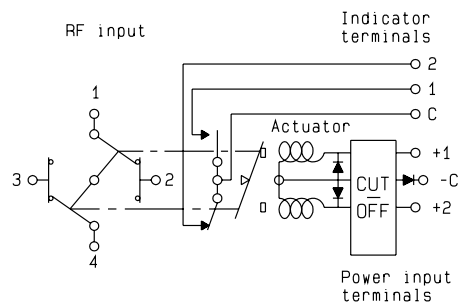 Indicator
terminals
RF input
2
1
C
1
Actuator
+1
3
2
CUT
OFF
-C
+2
4
Power input
terminals